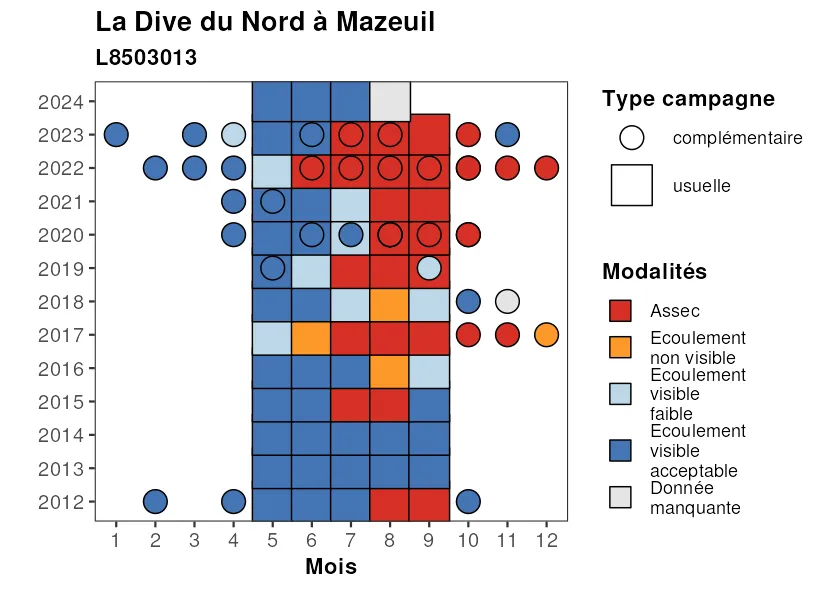 La Dive du Nord à Mazeuil
L8503013
2024
2023
2022
2021
2020
2019
2018
2017
2016
2015
2014
2013
2012
1 2 3 4 5 6 7 8 9 10 11 12
Mois
Type campagne
complémentaire
usuelle
Modalités
Assec
Ecoulement
non visible
Ecoulement
visible
faible
Ecoulement
visible
acceptable
Donnée
manquante